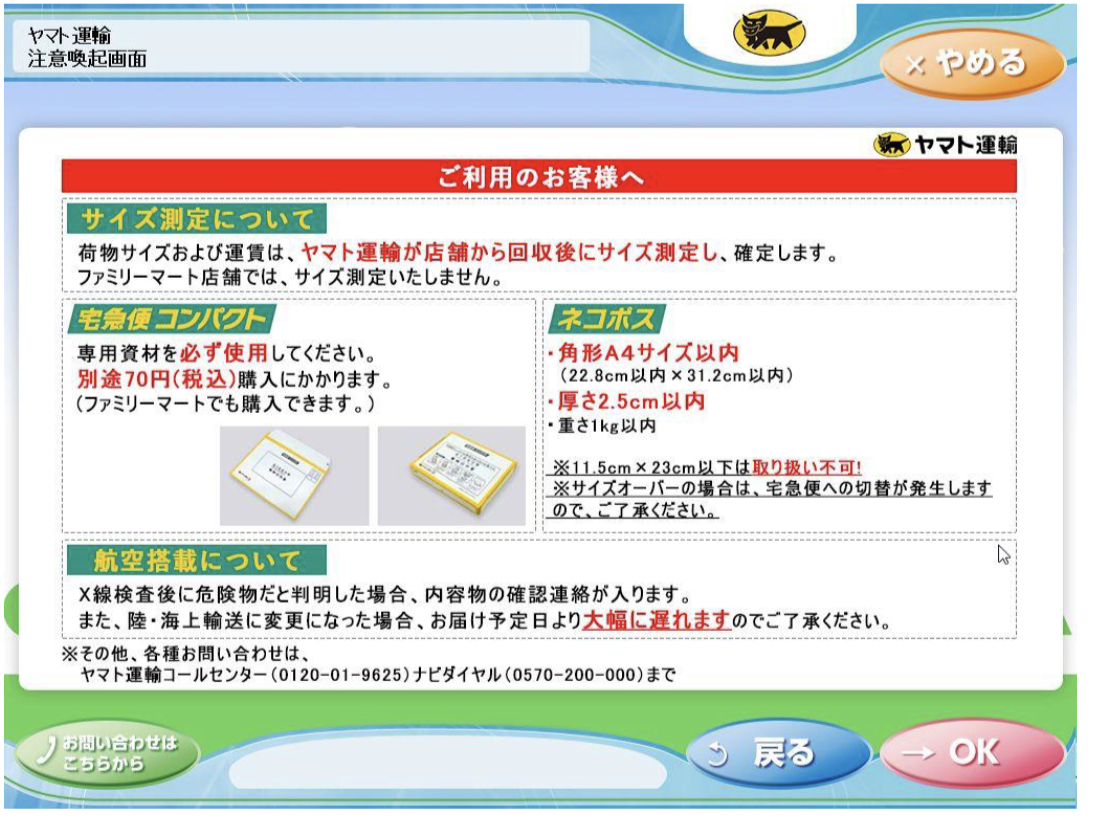 ヤマト運輸
注意喚起画面
× やめる
ヤマト運輸
ご利用のお客様へ
サイズ測定について
荷物サイズおよび運賃は、ヤマト運輸が店舗から回収後にサイズ測定し、確定します。
ファミリーマート店舗では、サイズ測定いたしません。
宅急便コンパクト
専用資材を必ず使用してください。
別途70円(税込)購入にかかります。
(ファミリーマートでも購入できます。)
ネコポス
・角形A4サイズ以内
(22.8cm以内×31.2cm以内)
・厚さ2.5cm以内
・重さ1kg以内
※11.5cm×23cm以下は取り扱い不可!
※サイズオーバーの場合は、宅急便への切替が発生します
ので、ご了承ください。
航空搭載について
X線検査後に危険物だと判明した場合、内容物の確認連絡が入ります。
また、陸・海上輸送に変更になった場合、お届け予定日より大幅に遅れますのでご了承ください。
※その他、各種お問い合わせは、
ヤマト運輸コールセンター(0120-01-9625)ナビダイヤル(0570-200-000)まで
お問い合わせは
こちらから
戻る
→ OK